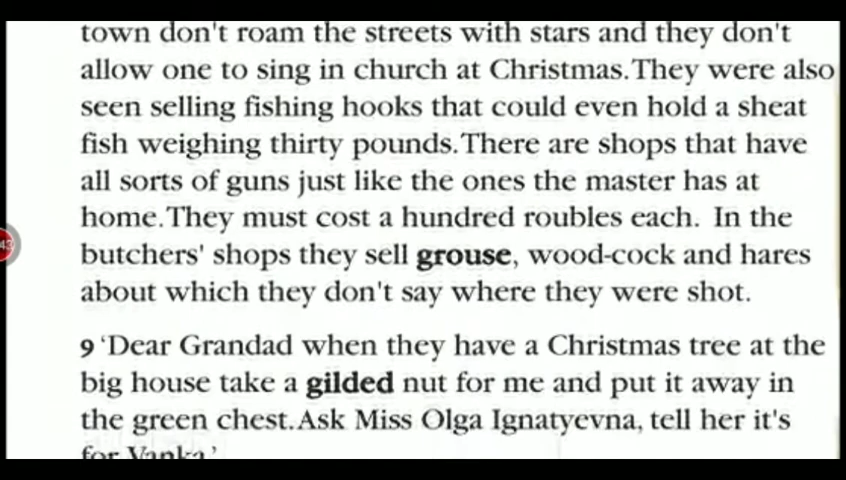 town don't roam the streets with stars and they don't
allow one to sing in church at Christmas.They were also
seen selling fishing hooks that could even hold a sheat
fish weighing thirty pounds.There are shops that have
all sorts of guns just like the ones the master has at
home.They must cost a hundred roubles each. In the
butchers' shops they sell grouse, wood-cock and hares
about which they don't say where they were shot.
9 'Dear Grandad when they have a Christmas tree at the
big house take a gilded nut for me and put it away in
the green chest.Ask Miss Olga Ignatyevna, tell her it's
for Vanka.'
43